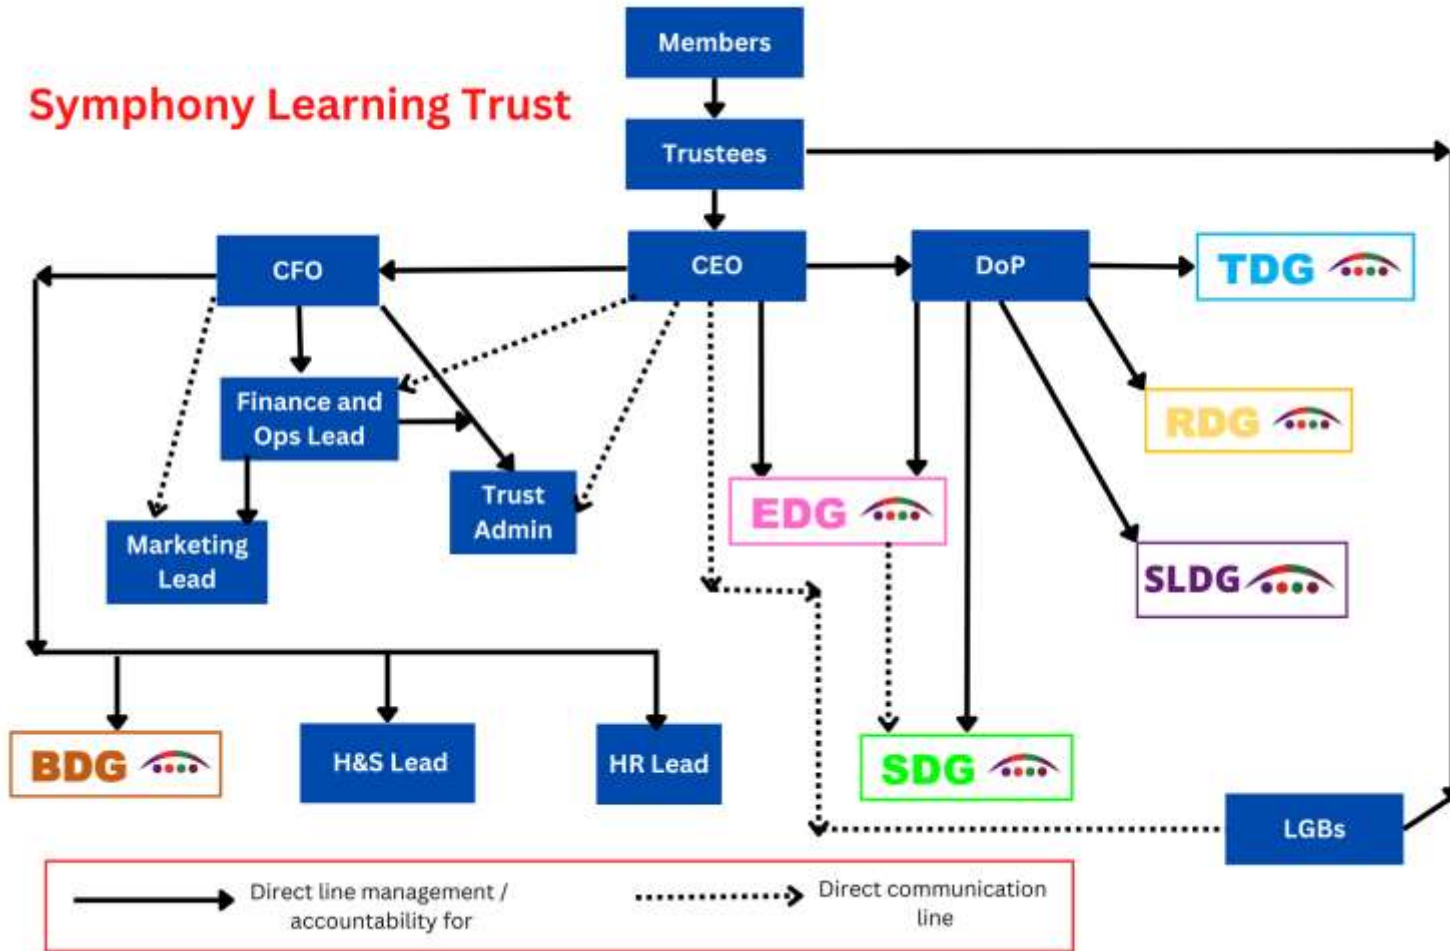 Members
Symphony Learning Trust
Trustees
CFO
CEO
DoP
TDG
Finance and
Ops Lead
RDG
Trust
Admin
EDG
Marketing
Lead
SLDG
BDG
H&S Lead
HR Lead
SDG
LGBs
Direct line management /
accountability for
Direct communication
line